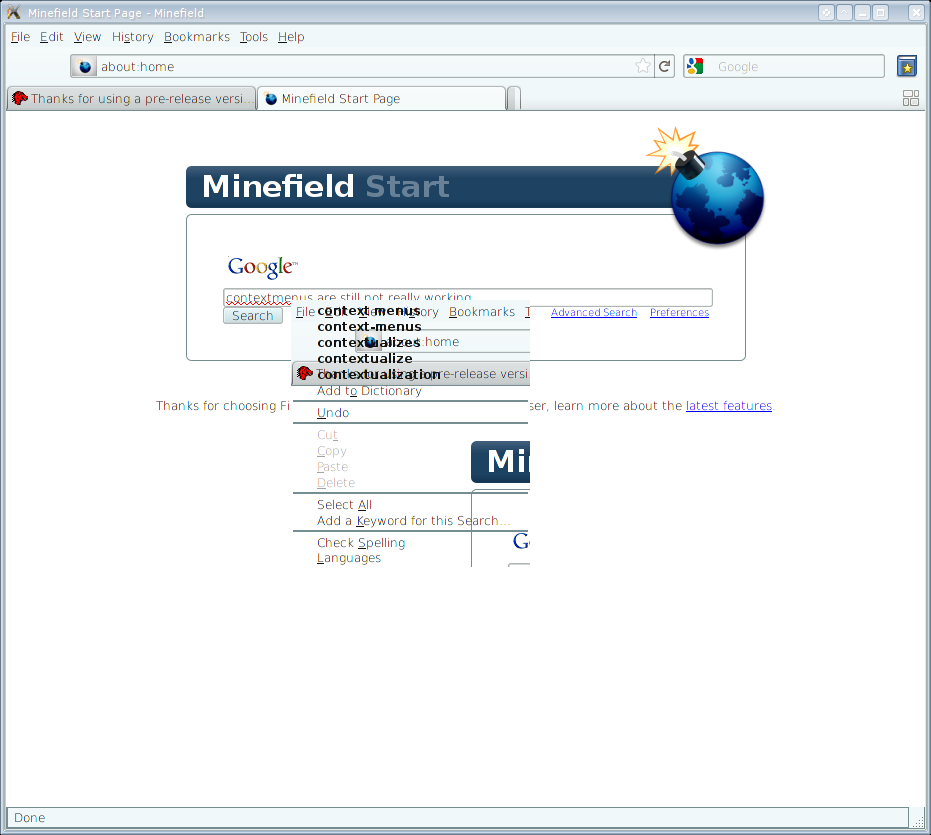 Minefield Start Page - Minefield
File Edit View History Bookmarks Tools Help
about:home
Google
Thanks for using a pre-release versi...
Minefield Start Page
Minefield Start
Google™
contextmenus are still not really working
Search
Advanced Search Preferences
File Edit View History Bookmarks T
context menus
context-menus
about:home
contextualizes
contextualize
Thanks for using a pre-release versi
contextualization
Add to Dictionary
Thanks for choosing Fi
ser, learn more about the latest features.
Undo
Cut
Copy
Paste
Delete
Mi
Select All
Add a Keyword for this Search...
Check Spelling
Go
Languages
Done